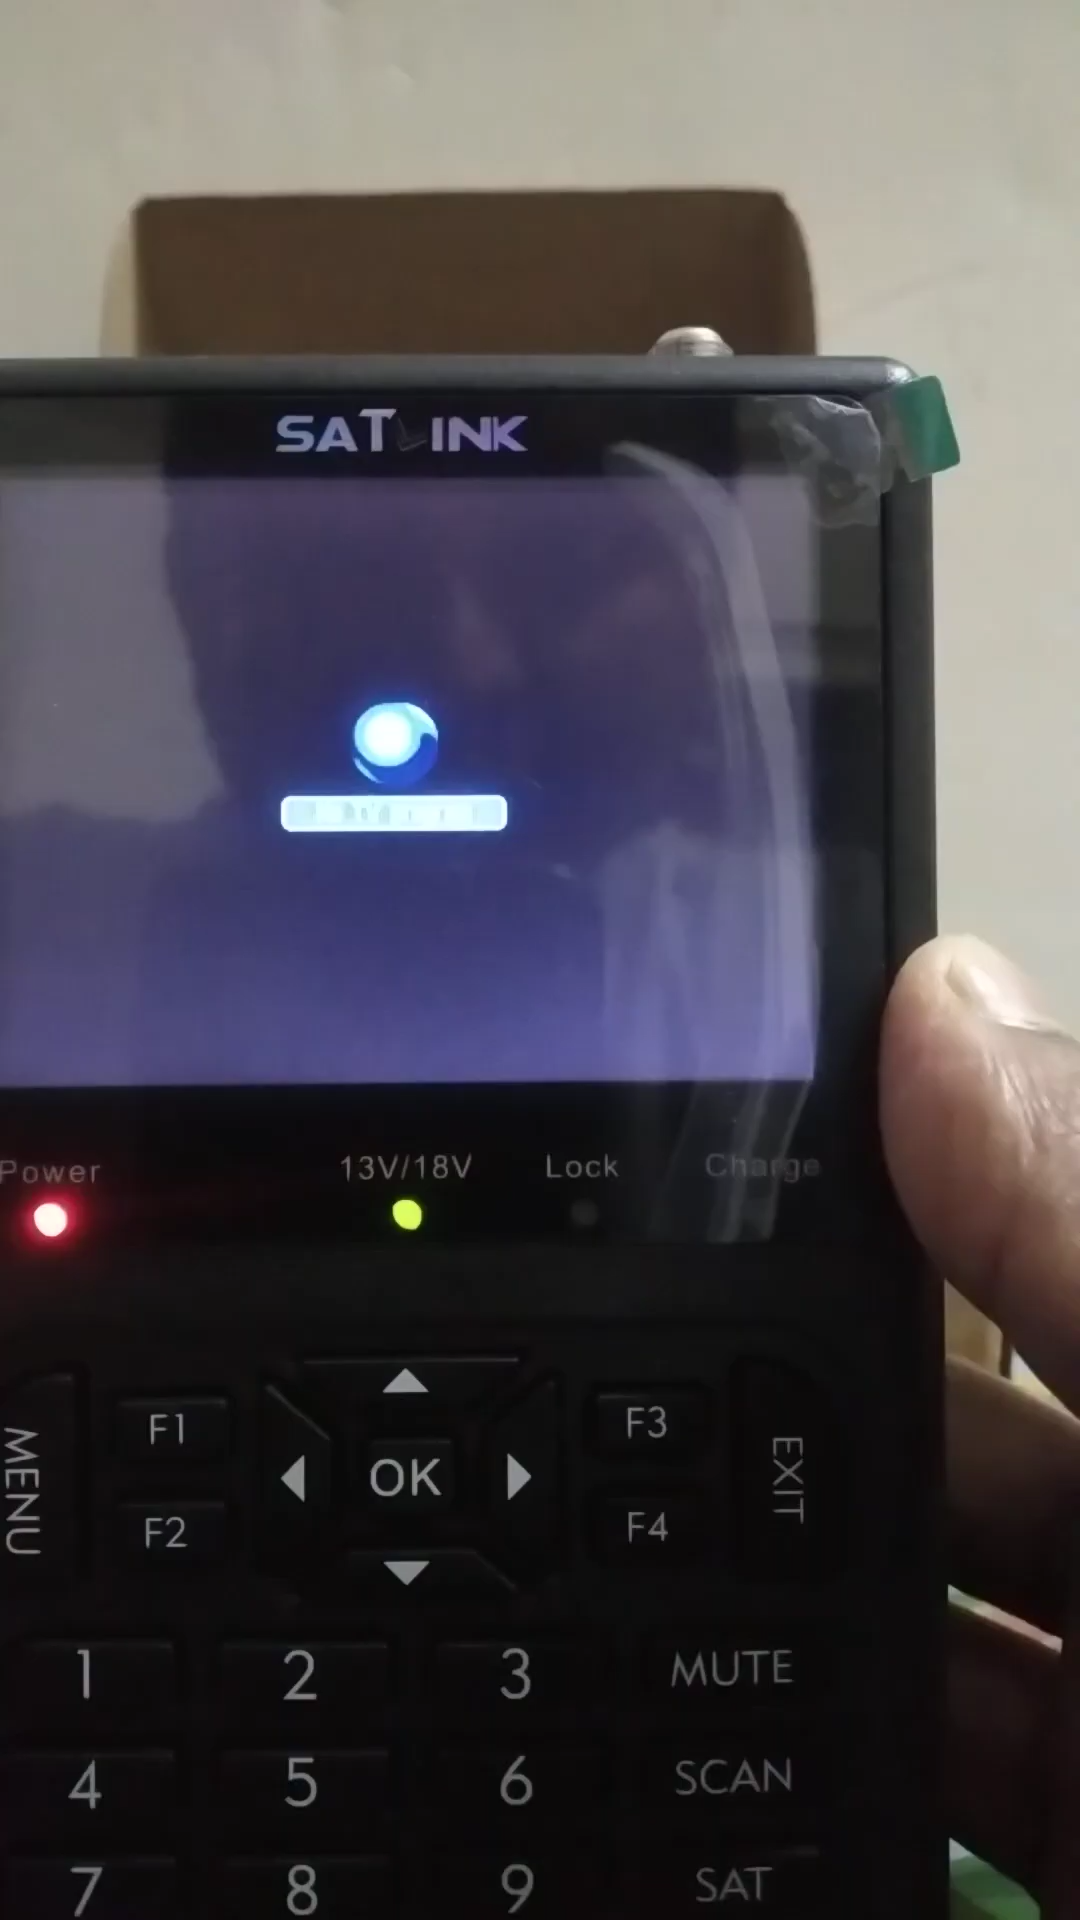 SATLINK
Power 13V/18V Lock Charge
MENU
F1
F2
OK
F3
F4
EXIT
1 2 3 MUTE
4 5 6 SCAN
7 8 9 SAT